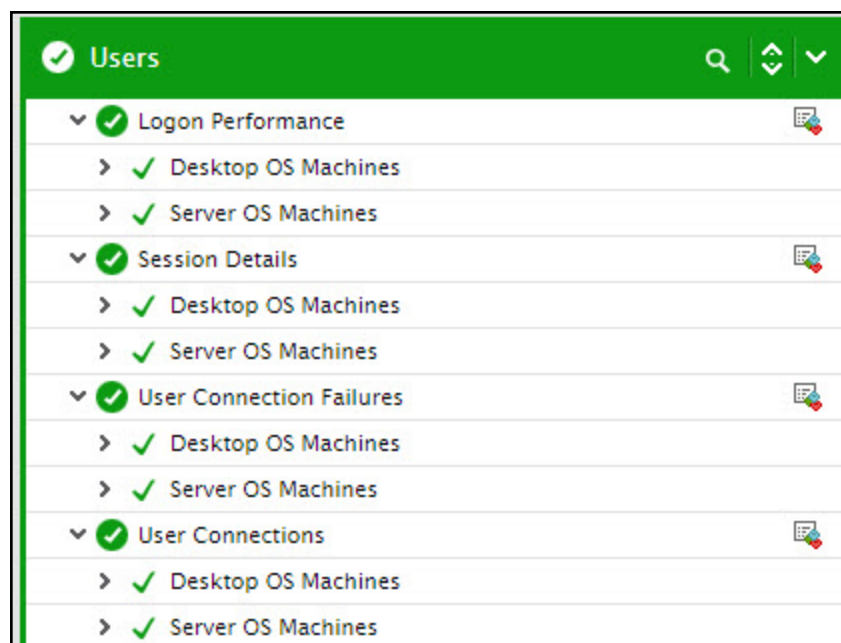 Users
Logon Performance
Desktop OS Machines
Server OS Machines
Session Details
Desktop OS Machines
Server OS Machines
User Connection Failures
Desktop OS Machines
Server OS Machines
User Connections
Desktop OS Machines
Server OS Machines